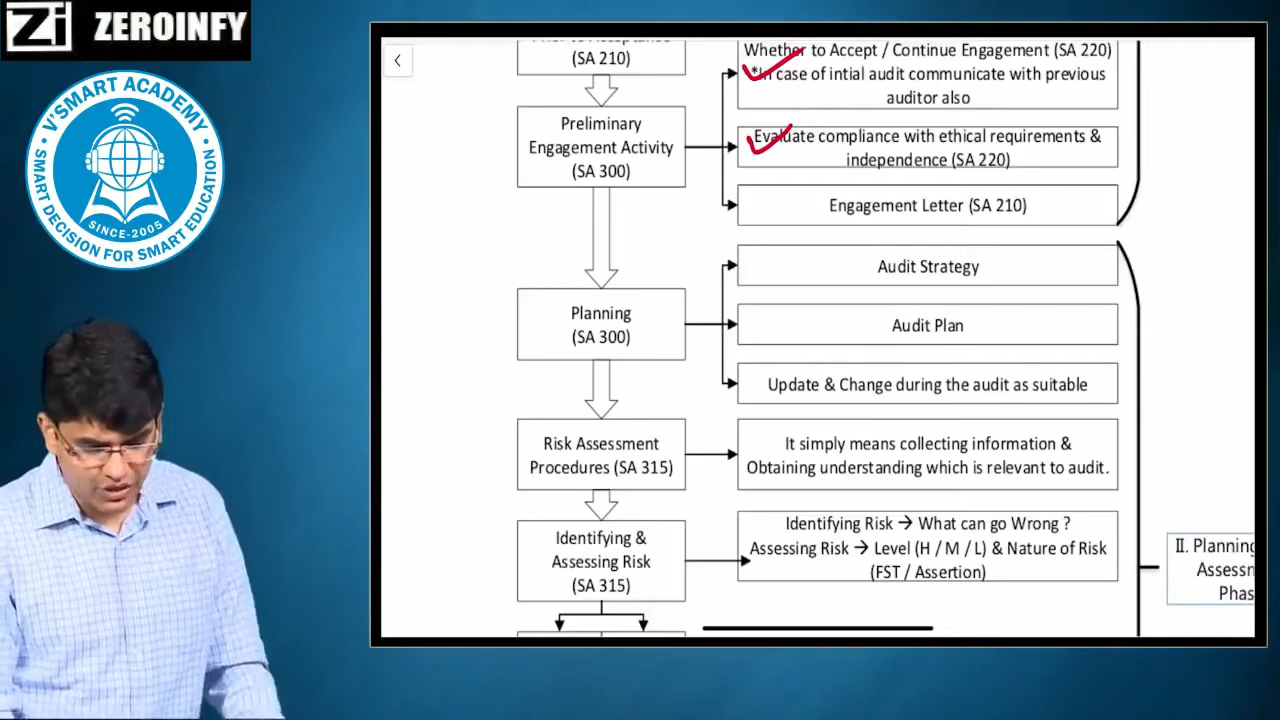 Zi ZEROINFY
V'SMART ACADEMY
SMART DECISION FOR SMART EDUCATION
SINCE-2005
(SA 210)
Whether to Accept / Continue Engagement (SA 220)
*In case of intial audit communicate with previous
auditor also
Preliminary
Engagement Activity
(SA 300)
Evaluate compliance with ethical requirements &
independence (SA 220)
Engagement Letter (SA 210)
Planning
(SA 300)
Audit Strategy
Audit Plan
Update & Change during the audit as suitable
Risk Assessment
Procedures (SA 315)
It simply means collecting information &
Obtaining understanding which is relevant to audit.
Identifying &
Assessing Risk
(SA 315)
Identifying Risk → What can go Wrong ?
Assessing Risk → Level (H / M / L) & Nature of Risk
(FST / Assertion)
II. Planning
Assessn
Phas